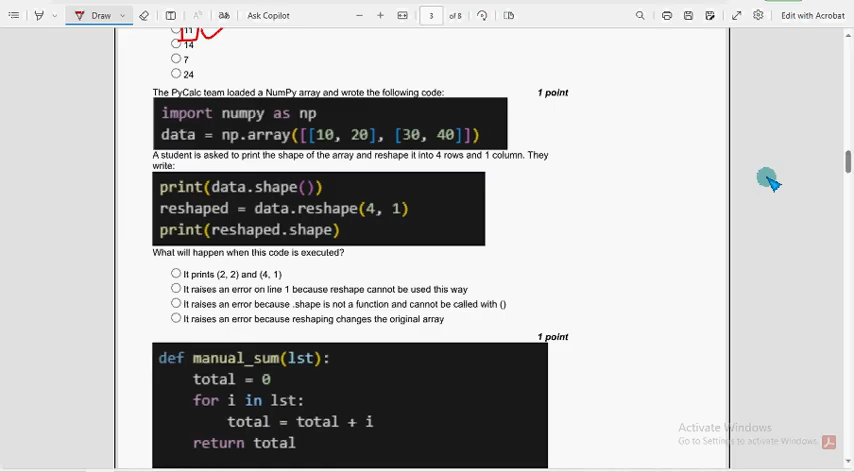 Draw
Ask Copilot
3 of 8
Edit with Acrobat
11
14
7
24
The PyCalc team loaded a NumPy array and wrote the following code: 1 point
import numpy as np
data = np.array([[10, 20], [30, 40]])
A student is asked to print the shape of the array and reshape it into 4 rows and 1 column. They
write:
print(data.shape())
reshaped = data.reshape(4, 1)
print(reshaped.shape)
What will happen when this code is executed?
It prints (2, 2) and (4, 1)
It raises an error on line 1 because reshape cannot be used this way
It raises an error because .shape is not a function and cannot be called with ()
It raises an error because reshaping changes the original array
1 point
def manual_sum(lst):
total = 0
for i in lst:
total = total + i
return total
Activate Windows
Go to Settings to activate Windows.